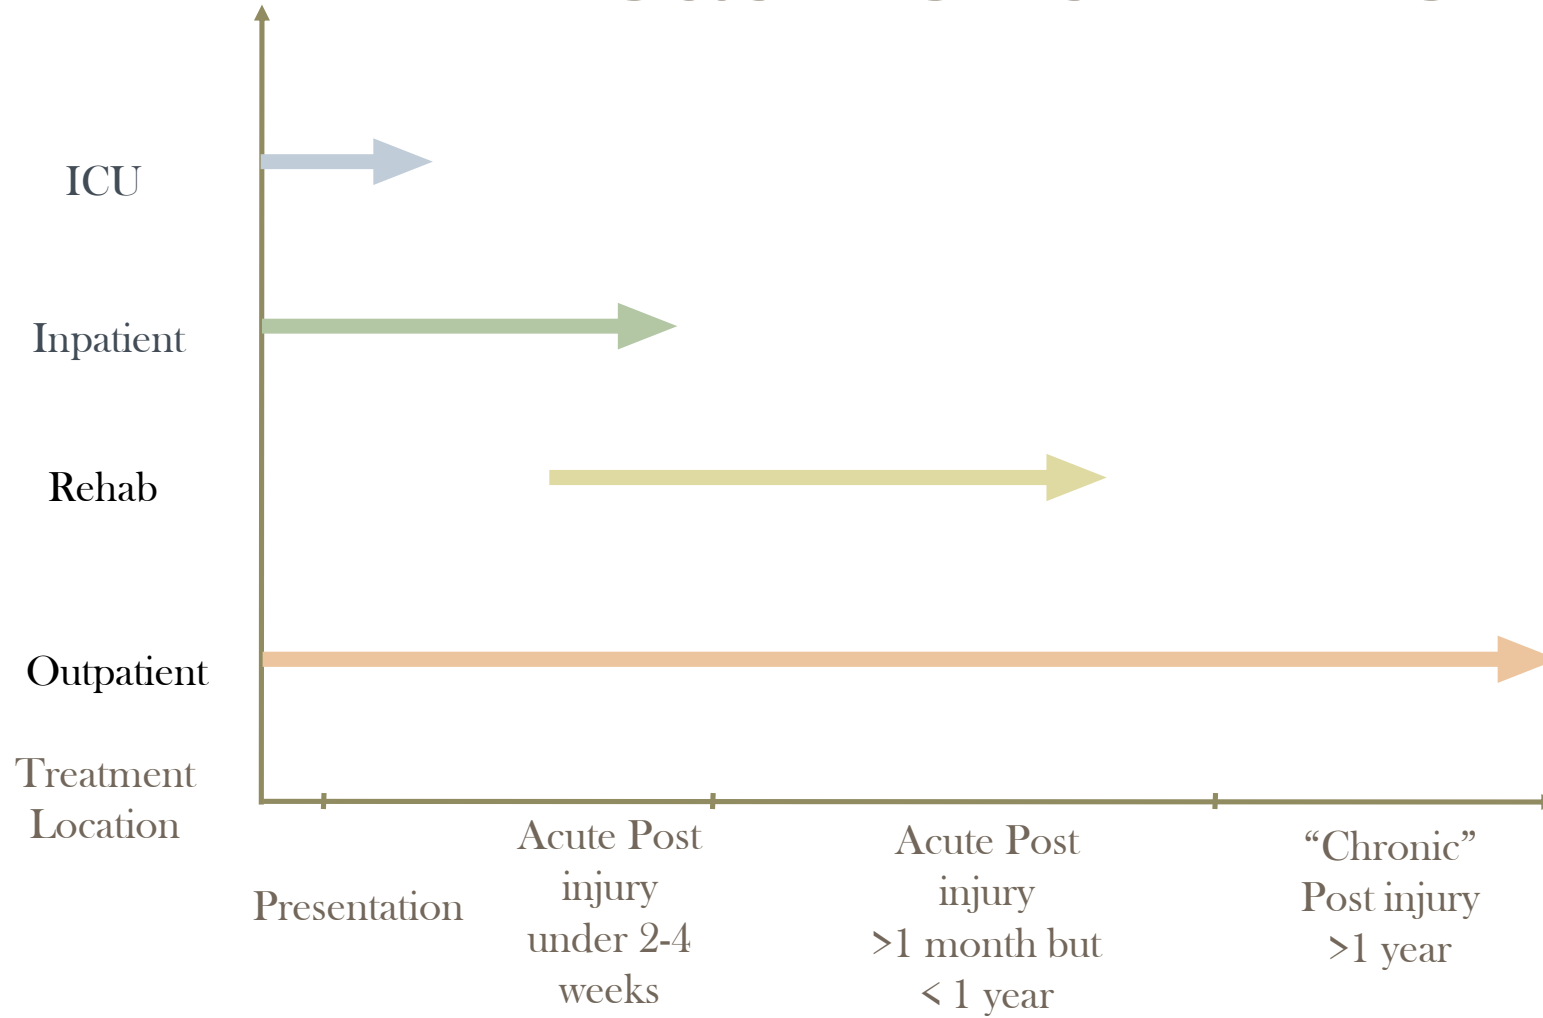 ICU
Inpatient
Rehab
Outpatient
Treatment
Location
Presentation
Acute Post
injury
under 2-4
weeks
Acute Post
injury
>1 month but
< 1 year
“Chronic”
Post injury
>1 year